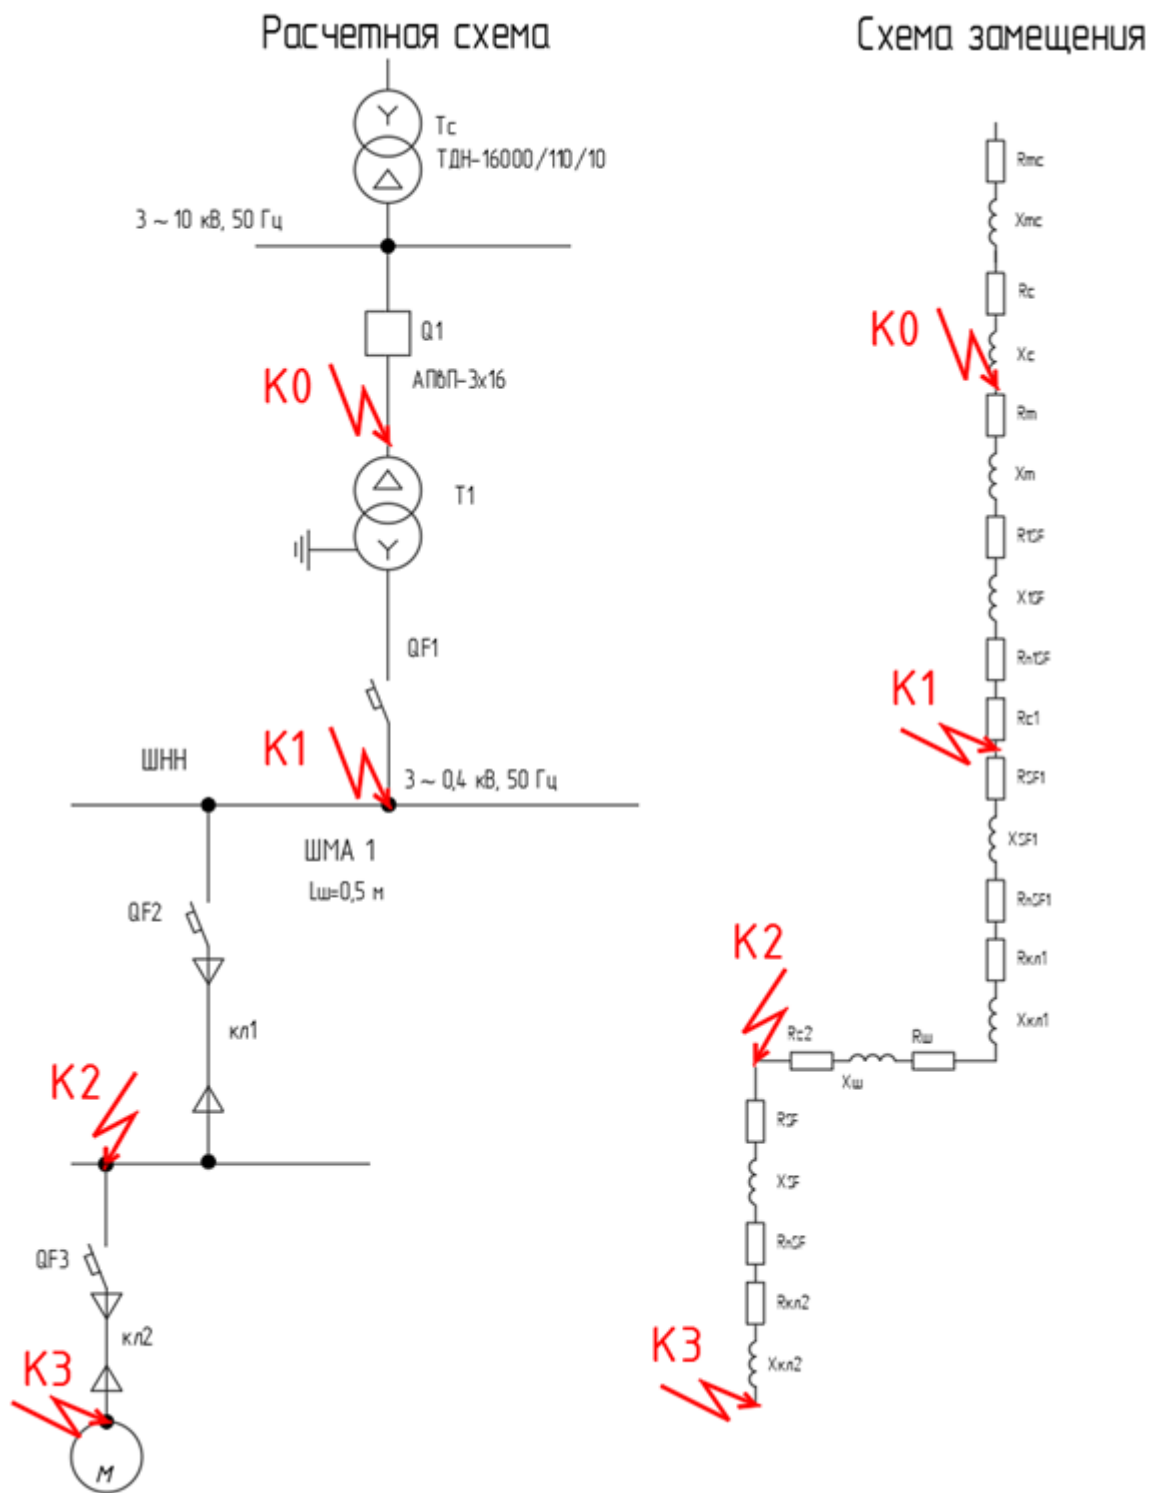 Расчетная схема
Тс
ТДН-16000/110/10
3 ~ 10 кВ, 50 Гц
Q1
АПвП-3х16
К0
Т1
QF1
К1
ШНН
3 ~ 0,4 кВ, 50 Гц
ШМА 1
Lш=0,5 м
QF2
кл1
К2
QF3
кл2
К3
М
Схема замещения
Rтс
Xтс
Rс
К0
Xс
Rт
Xт
R1SF
X1SF
Rп1SF
К1
Rс1
RSF1
XSF1
RпSF1
Rкл1
Xкл1
К2
Rс2
Xш
Rш
RSF
XSF
RпSF
Rкл2
К3
Xкл2